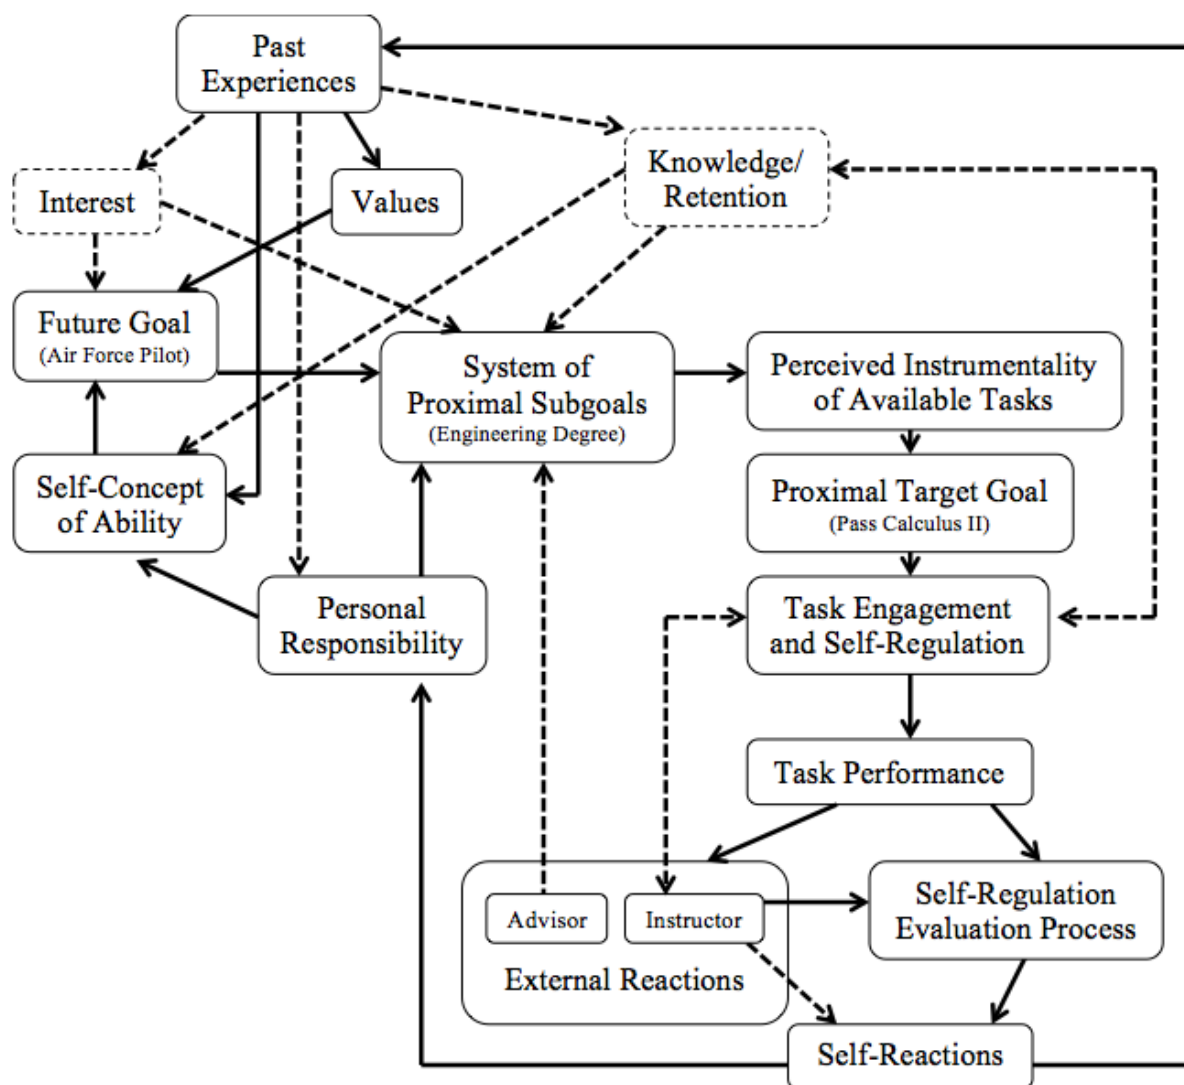 Past
Experiences
Knowledge/
Retention
Interest
Values
Future Goal
(Air Force Pilot)
System of
Proximal Subgoals
(Engineering Degree)
Perceived Instrumentality
of Available Tasks
Self-Concept
of Ability
Proximal Target Goal
(Pass Calculus II)
Personal
Responsibility
Task Engagement
and Self-Regulation
Task Performance
Advisor
Instructor
External Reactions
Self-Regulation
Evaluation Process
Self-Reactions